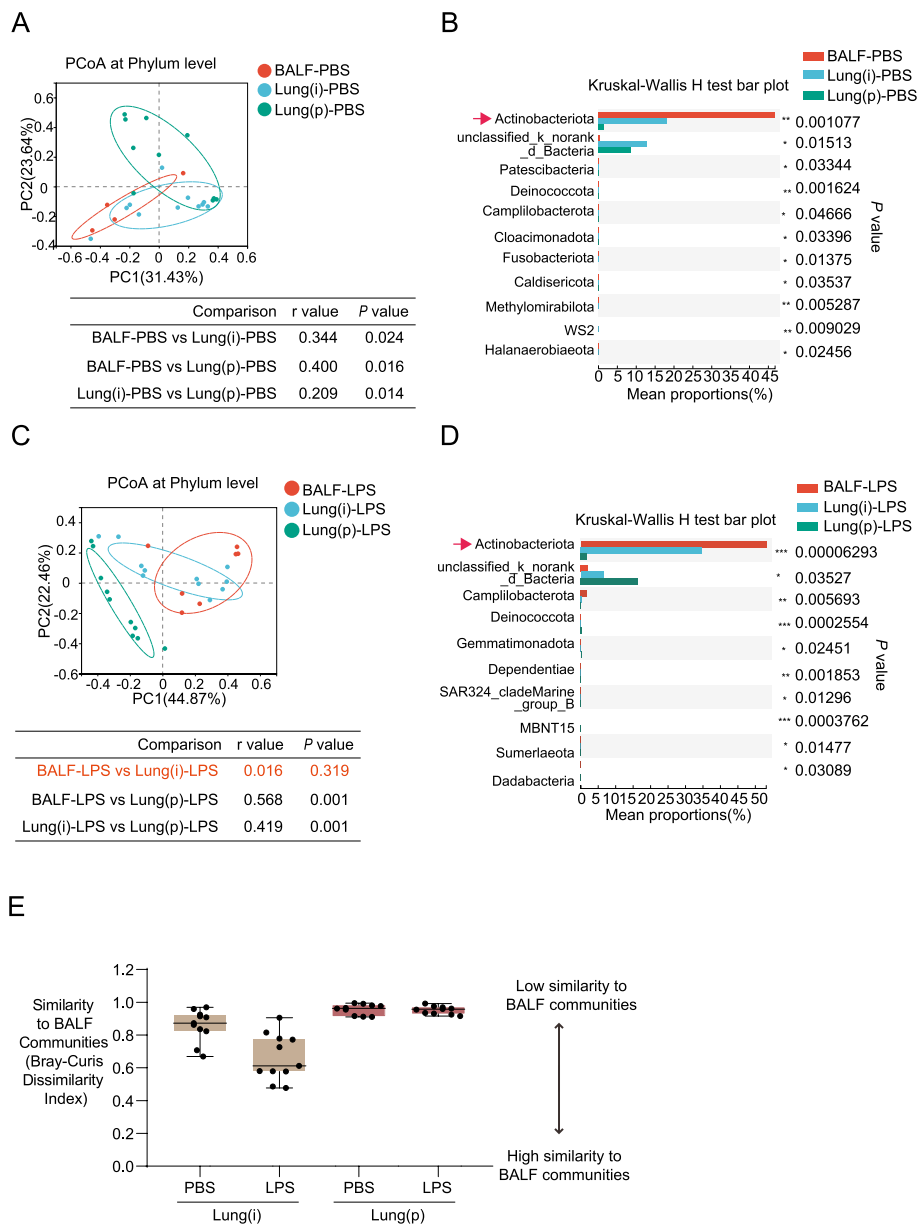 A
PCoA at Phylum level
BALF-PBS
Lung(i)-PBS
Lung(p)-PBS
0.6
0.4
0.2
0
-0.2
-0.4
PC2(23.64%)
-0.6 -0.4 -0.2 0 0.2 0.4 0.6
PC1(31.43%)
Comparison r value P value
BALF-PBS vs Lung(i)-PBS 0.344 0.024
BALF-PBS vs Lung(p)-PBS 0.400 0.016
Lung(i)-PBS vs Lung(p)-PBS 0.209 0.014
B
BALF-PBS
Lung(i)-PBS
Lung(p)-PBS
Kruskal-Wallis H test bar plot
Actinobacteriota ** 0.001077
unclassified_k_norank
_d_Bacteria * 0.01513
Patescibacteria * 0.03344
Deinococcota ** 0.001624
Camplilobacterota * 0.04666
Cloacimonadota * 0.03396
Fusobacteriota * 0.01375
Caldisericota * 0.03537
Methylomirabilota ** 0.005287
WS2 ** 0.009029
Halanaerobiaeota * 0.02456
P value
0 5 10 15 20 25 30 35 40 45
Mean proportions(%)
C
PCoA at Phylum level
BALF-LPS
Lung(i)-LPS
Lung(p)-LPS
0.4
0.2
0
-0.2
-0.4
-0.6
PC2(22.46%)
-0.4 -0.2 0 0.2 0.4 0.6
PC1(44.87%)
Comparison r value P value
BALF-LPS vs Lung(i)-LPS 0.016 0.319
BALF-LPS vs Lung(p)-LPS 0.568 0.001
Lung(i)-LPS vs Lung(p)-LPS 0.419 0.001
D
BALF-LPS
Lung(i)-LPS
Lung(p)-LPS
Kruskal-Wallis H test bar plot
Actinobacteriota *** 0.00006293
unclassified_k_norank
_d_Bacteria * 0.03527
Camplilobacterota ** 0.005693
Deinococcota *** 0.0002554
Gemmatimonadota * 0.02451
Dependentiae ** 0.001853
SAR324_cladeMarine
_group_B * 0.01296
MBNT15 *** 0.0003762
Sumerlaeota * 0.01477
Dadabacteria * 0.03089
P value
0 5 10 15 5 20 25 30 35 40 50
Mean proportions(%)
E
1.2
1.0
0.8
0.6
0.4
0.2
0.0
Similarity
to BALF
Communities
(Bray-Curis
Dissimilarity
Index)
PBS LPS PBS LPS
Lung(i) Lung(p)
Low similarity to
BALF communities
High similarity to
BALF communities